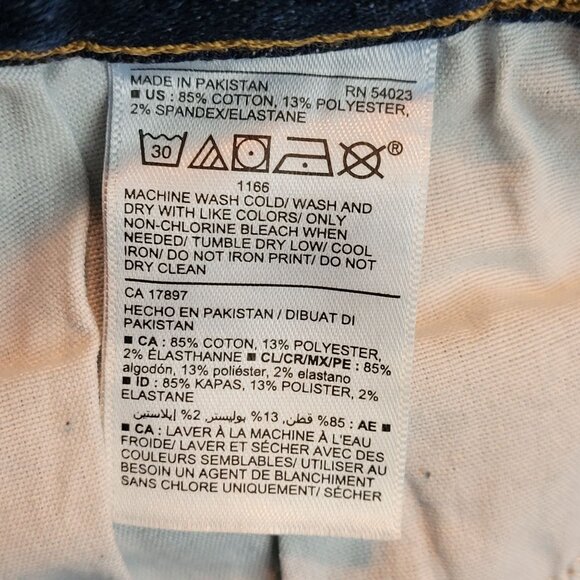 MADE IN PAKISTAN RN 54023
■ US : 85% COTTON, 13% POLYESTER,
2% SPANDEX/ELASTANE
30 ®
1166
MACHINE WASH COLD/ WASH AND
DRY WITH LIKE COLORS/ ONLY
NON-CHLORINE BLEACH WHEN
NEEDED/ TUMBLE DRY LOW/ COOL
IRON/ DO NOT IRON PRINT/ DO NOT
DRY CLEAN
CA 17897
HECHO EN PAKISTAN / DIBUAT DI
PAKISTAN
■ CA : 85% COTON, 13% POLYESTER,
2% ÉLASTHANNE ■ CL/CR/MX/PE : 85%
algodón, 13% poliéster, 2% elastano
■ ID : 85% KAPAS, 13% POLISTER, 2%
ELASTANE
■ AE : 85% قطن, 13% بوليستر, 2% إيلاستين
■ CA : LAVER À LA MACHINE À L'EAU
FROIDE/ LAVER ET SÉCHER AVEC DES
COULEURS SEMBLABLES/ UTILISER AU
BESOIN UN AGENT DE BLANCHIMENT
SANS CHLORE UNIQUEMENT/ SÉCHER